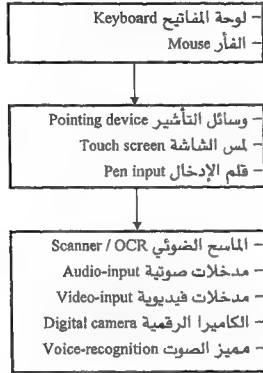 – لوحة المفاتيح Keyboard
– الفأر Mouse
– وسائل التأشير Pointing device
– لمس الشاشة Touch screen
– قلم الإدخال Pen input
– الماسح الضوئي Scanner / OCR
– مدخلات صوتية Audio-input
– مدخلات فيديوية Video-input
– الكاميرا الرقمية Digital camera
– مميز الصوت Voice-recognition